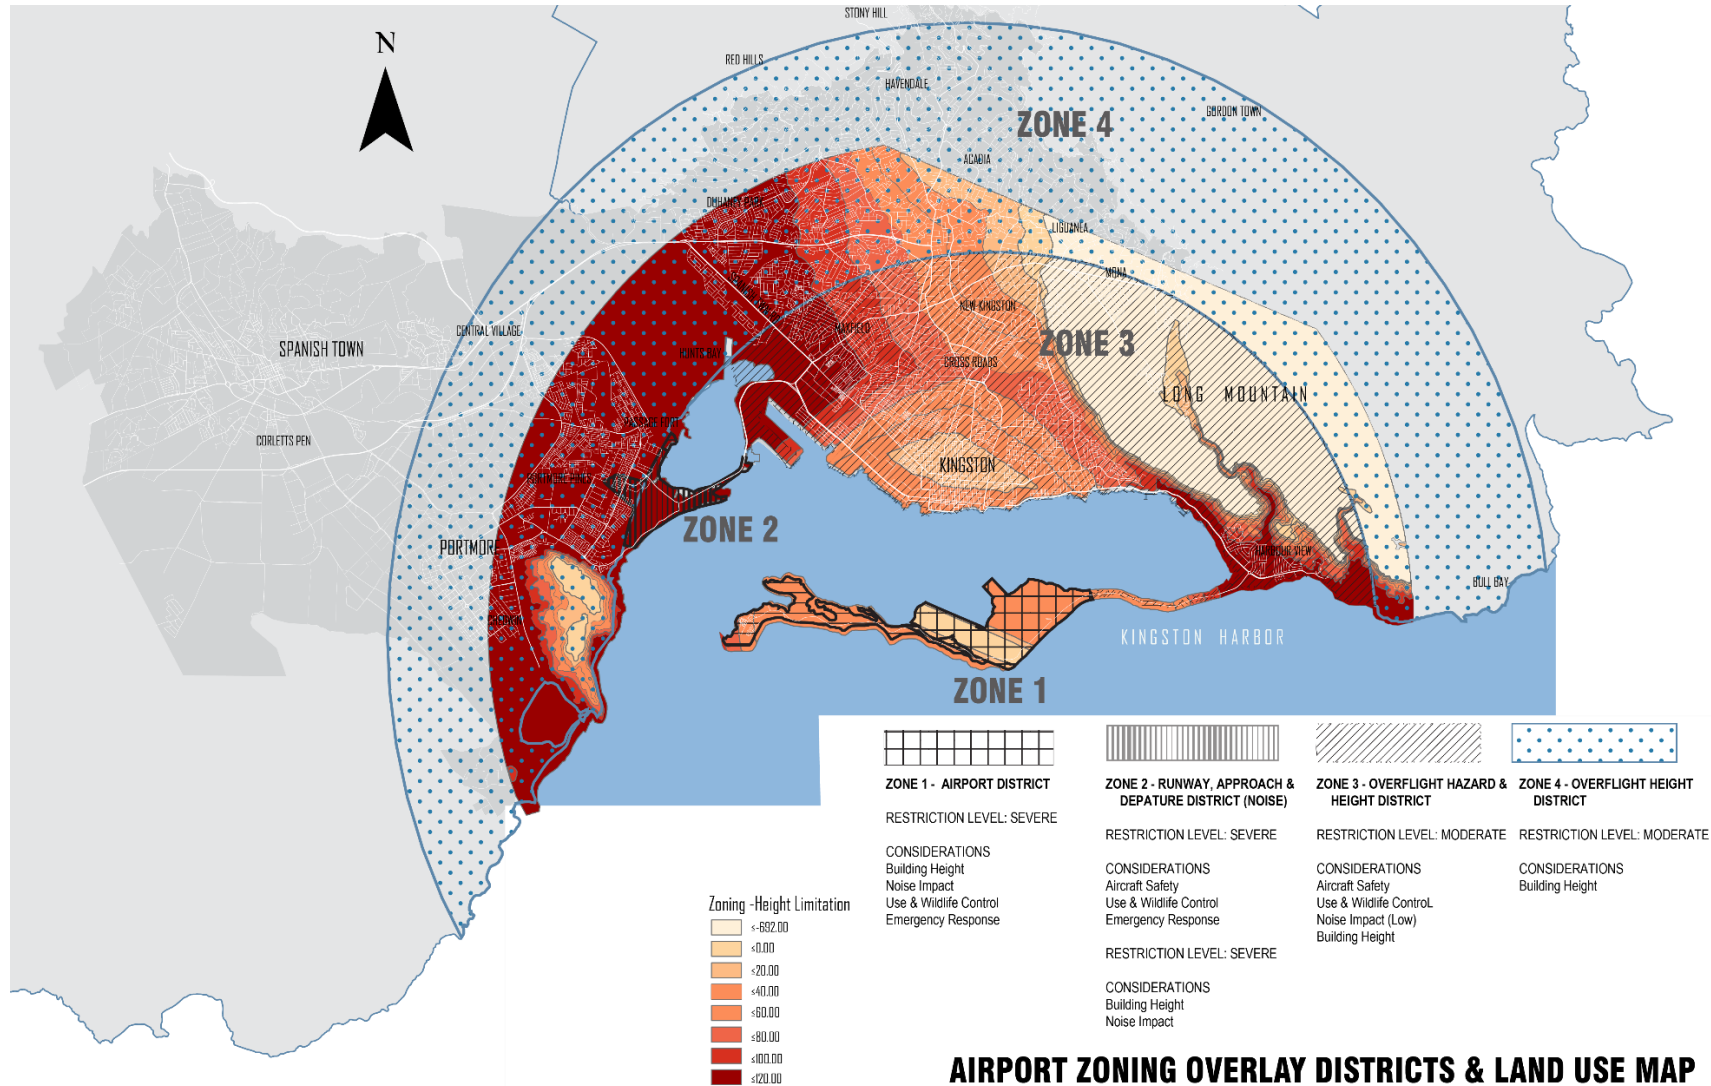 STONY HILL
N
RED HILLS
HAVENDALE
GORDON TOWN
ZONE 4
ACADIA
LIGUANEA
MONA
NEW KINGSTON
CENTRAL VILLAGE
MAXFIELD
ZONE 3
SPANISH TOWN
HUNTS BAY
CROSS ROADS
LONG MOUNTAIN
CORLETTS PEN
KINGSTON
ZONE 2
PORTMORE
HARBOUR VIEW
BULL BAY
KINGSTON HARBOR
ZONE 1
ZONE 1 - AIRPORT DISTRICT
RESTRICTION LEVEL: SEVERE
CONSIDERATIONS
Building Height
Noise Impact
Use & Wildlife Control
Emergency Response
ZONE 2 - RUNWAY, APPROACH &
DEPATURE DISTRICT (NOISE)
RESTRICTION LEVEL: SEVERE
CONSIDERATIONS
Aircraft Safety
Use & Wildlife Control
Emergency Response
RESTRICTION LEVEL: SEVERE
CONSIDERATIONS
Building Height
Noise Impact
ZONE 3 - OVERFLIGHT HAZARD &
HEIGHT DISTRICT
RESTRICTION LEVEL: MODERATE
CONSIDERATIONS
Aircraft Safety
Use & Wildlife ControL
Noise Impact (Low)
Building Height
ZONE 4 - OVERFLIGHT HEIGHT
DISTRICT
RESTRICTION LEVEL: MODERATE
CONSIDERATIONS
Building Height
Zoning -Height Limitation
≤-692.00
≤0.00
≤20.00
≤40.00
≤60.00
≤80.00
≤100.00
≤120.00
AIRPORT ZONING OVERLAY DISTRICTS & LAND USE MAP